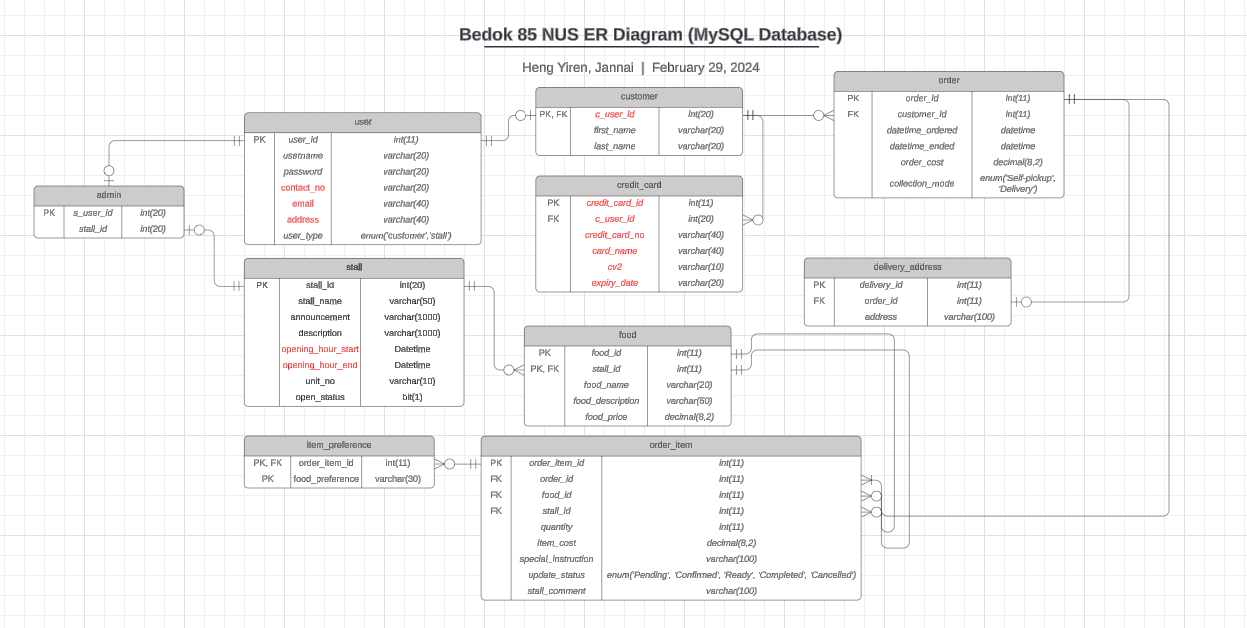 Bedok 85 NUS ER Diagram (MySQL Database)
Heng Yiren, Jannai | February 29, 2024
user
PK user_id int(11)
username varchar(20)
password varchar(20)
contact_no varchar(20)
email varchar(40)
address varchar(40)
user_type enum('customer','stall')
customer
PK, FK c_user_id int(20)
first_name varchar(20)
last_name varchar(20)
order
PK order_id int(11)
FK customer_id int(11)
datetime_ordered datetime
datetime_ended datetime
order_cost decimal(8,2)
collection_mode enum('Self-pickup',
'Delivery')
admin
PK s_user_id int(20)
stall_id int(20)
credit_card
PK credit_card_id int(11)
FK c_user_id int(20)
credit_card_no varchar(40)
card_name varchar(40)
cv2 varchar(10)
expiry_date varchar(20)
stall
PK stall_id int(20)
stall_name varchar(50)
announcement varchar(1000)
description varchar(1000)
opening_hour_start Datetime
opening_hour_end Datetime
unit_no varchar(10)
open_status bit(1)
delivery_address
PK delivery_id int(11)
FK order_id int(11)
address varchar(100)
food
PK food_id int(11)
PK, FK stall_id int(11)
food_name varchar(20)
food_description varchar(50)
food_price decimal(8,2)
item_preference
PK, FK order_item_id int(11)
PK food_preference varchar(30)
order_item
PK order_item_id int(11)
FK order_id int(11)
FK food_id int(11)
FK stall_id int(11)
quantity int(11)
item_cost decimal(8,2)
special_instruction varchar(100)
update_status enum('Pending', 'Confirmed', 'Ready', 'Completed', 'Cancelled')
stall_comment varchar(100)